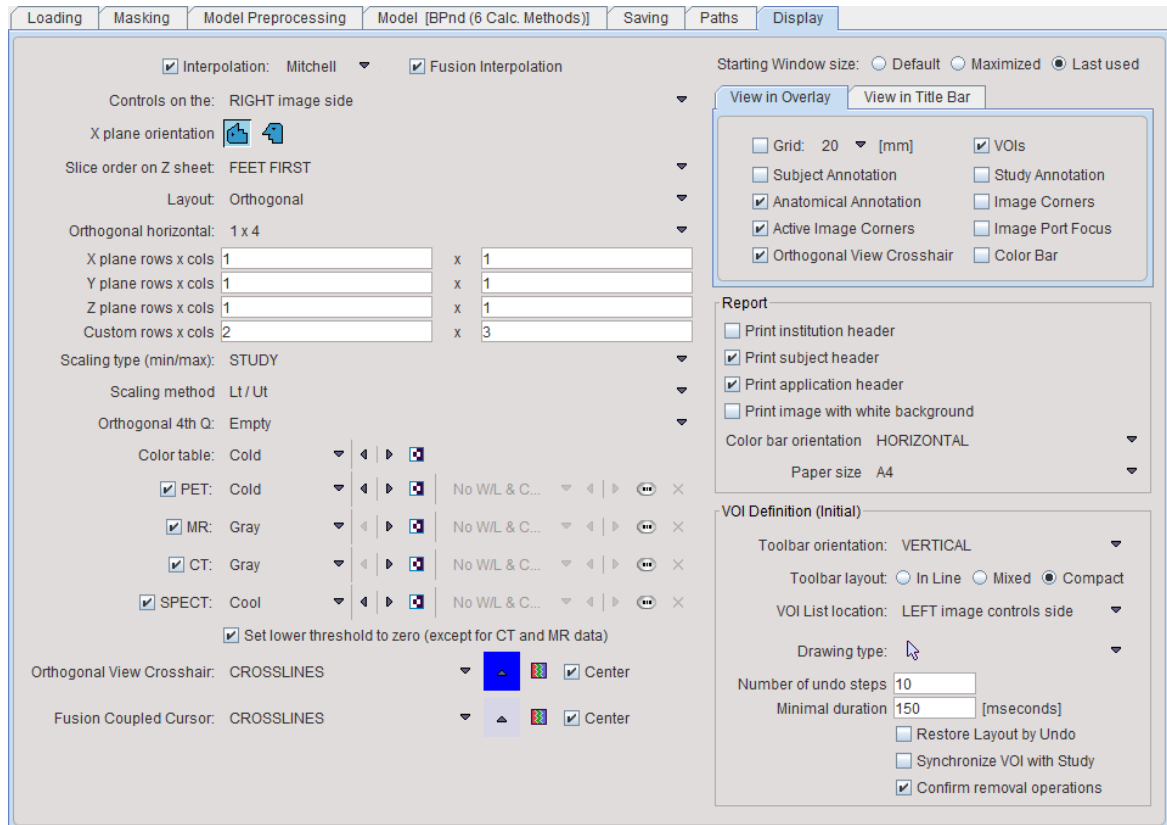 Loading Masking Model Preprocessing Model [BPnd (6 Calc. Methods)] Saving Paths Display
Interpolation: Mitchell Fusion Interpolation
Controls on the: RIGHT image side
X plane orientation
Slice order on Z sheet: FEET FIRST
Layout: Orthogonal
Orthogonal horizontal: 1 x 4
X plane rows x cols 1 x 1
Y plane rows x cols 1 x 1
Z plane rows x cols 1 x 1
Custom rows x cols 2 x 3
Scaling type (min/max): STUDY
Scaling method Lt / Ut
Orthogonal 4th Q: Empty
Color table: Cold
PET: Cold No W/L & C...
MR: Gray No W/L & C...
CT: Gray No W/L & C...
SPECT: Cool No W/L & C...
Set lower threshold to zero (except for CT and MR data)
Orthogonal View Crosshair: CROSSLINES Center
Fusion Coupled Cursor: CROSSLINES Center
Starting Window size: Default Maximized Last used
View in Overlay View in Title Bar
Grid: 20 [mm] VOIs
Subject Annotation Study Annotation
Anatomical Annotation Image Corners
Active Image Corners Image Port Focus
Orthogonal View Crosshair Color Bar
Report
Print institution header
Print subject header
Print application header
Print image with white background
Color bar orientation HORIZONTAL
Paper size A4
VOI Definition (Initial)
Toolbar orientation: VERTICAL
Toolbar layout: In Line Mixed Compact
VOI List location: LEFT image controls side
Drawing type:
Number of undo steps 10
Minimal duration 150 [mseconds]
Restore Layout by Undo
Synchronize VOI with Study
Confirm removal operations